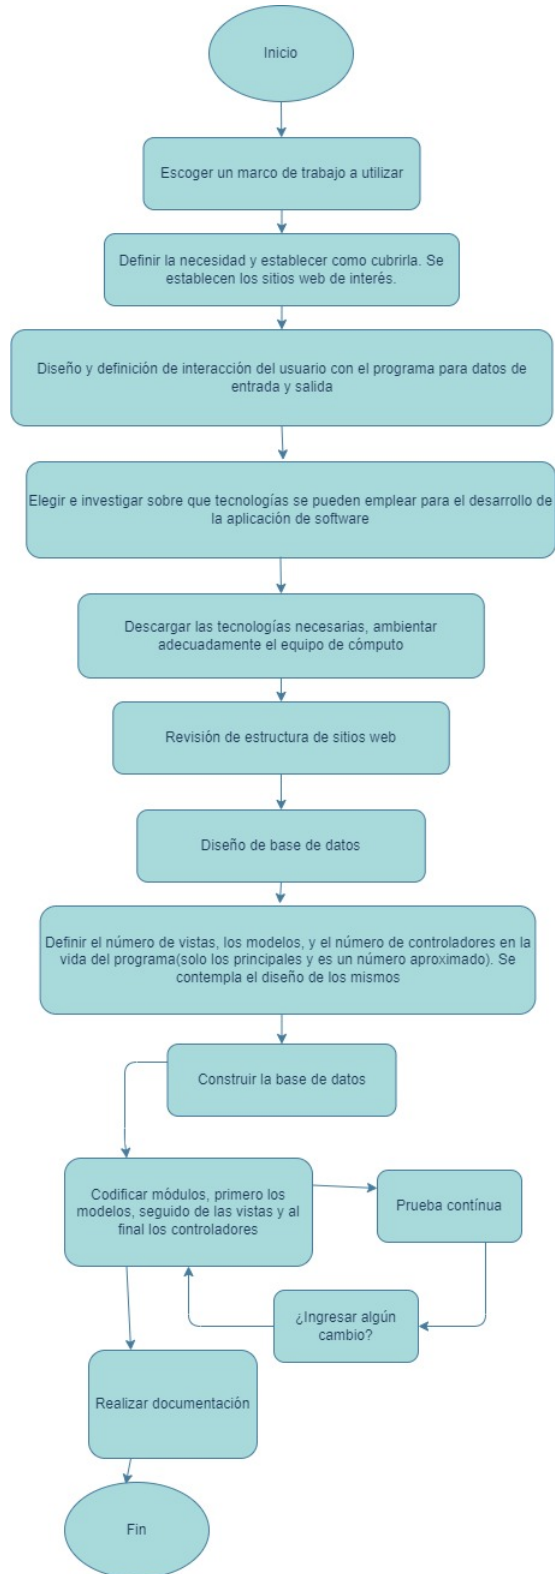 Inicio
Escoger un marco de trabajo a utilizar
Definir la necesidad y establecer como cubrirla. Se
establecen los sitios web de interés.
Diseño y definición de interacción del usuario con el programa para datos de
entrada y salida
Elegir e investigar sobre que tecnologías se pueden emplear para el desarrollo de
la aplicación de software
Descargar las tecnologías necesarias, ambientar
adecuadamente el equipo de cómputo
Revisión de estructura de sitios web
Diseño de base de datos
Definir el número de vistas, los modelos, y el número de controladores en la
vida del programa(solo los principales y es un número aproximado). Se
contempla el diseño de los mismos
Construir la base de datos
Codificar módulos, primero los
modelos, seguido de las vistas y al
final los controladores
Prueba contínua
¿Ingresar algún
cambio?
Realizar documentación
Fin